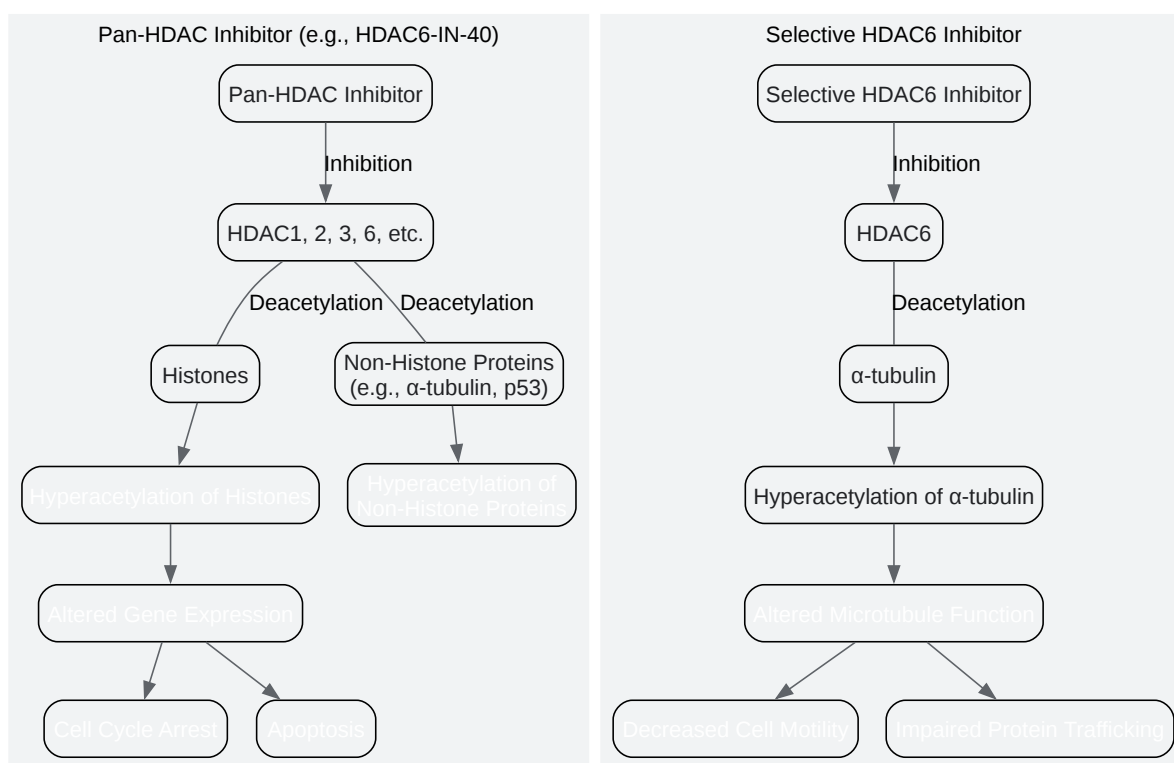 Pan-HDAC Inhibitor (e.g., HDAC6-IN-40)
Pan-HDAC Inhibitor
Inhibition
HDAC1, 2, 3, 6, etc.
Deacetylation
Deacetylation
Histones
Non-Histone Proteins
(e.g., α-tubulin, p53)
Hyperacetylation of Histones
Hyperacetylation of
Non-Histone Proteins
Altered Gene Expression
Cell Cycle Arrest
Apoptosis
Selective HDAC6 Inhibitor
Selective HDAC6 Inhibitor
Inhibition
HDAC6
Deacetylation
α-tubulin
Hyperacetylation of α-tubulin
Altered Microtubule Function
Decreased Cell Motility
Impaired Protein Trafficking